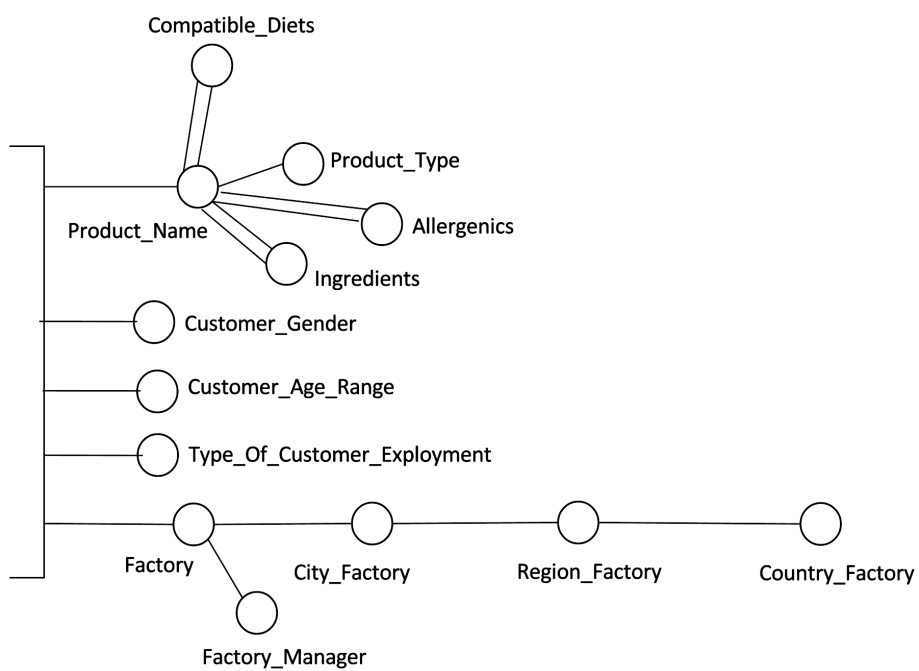 Compatible_Diets
Product_Type
Product_Name
Allergenics
Ingredients
Customer_Gender
Customer_Age_Range
Type_Of_Customer_Exployment
Factory
City_Factory
Region_Factory
Country_Factory
Factory_Manager